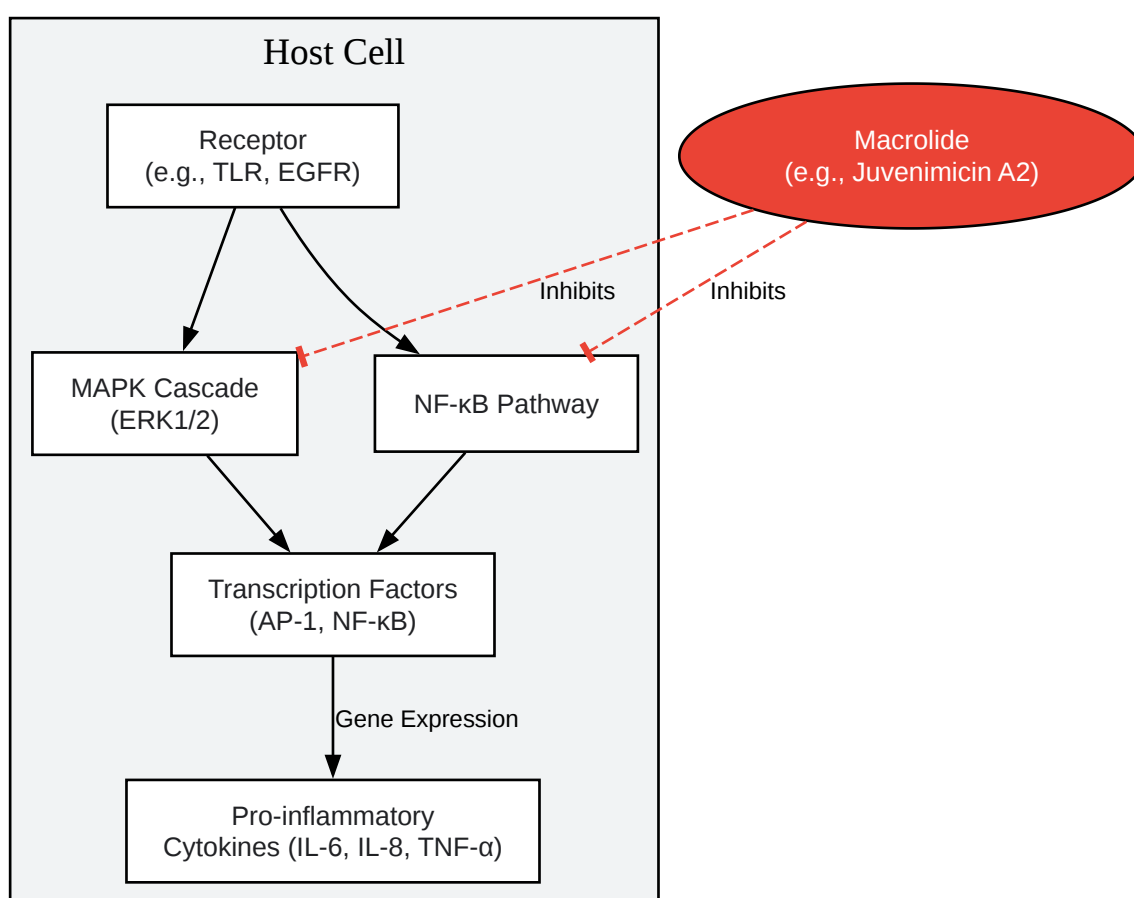 Host Cell
Receptor
(e.g., TLR, EGFR)
Macrolide
(e.g., Juvenimicin A2)
Inhibits
Inhibits
MAPK Cascade
(ERK1/2)
NF-κB Pathway
Transcription Factors
(AP-1, NF-κB)
Gene Expression
Pro-inflammatory
Cytokines (IL-6, IL-8, TNF-α)